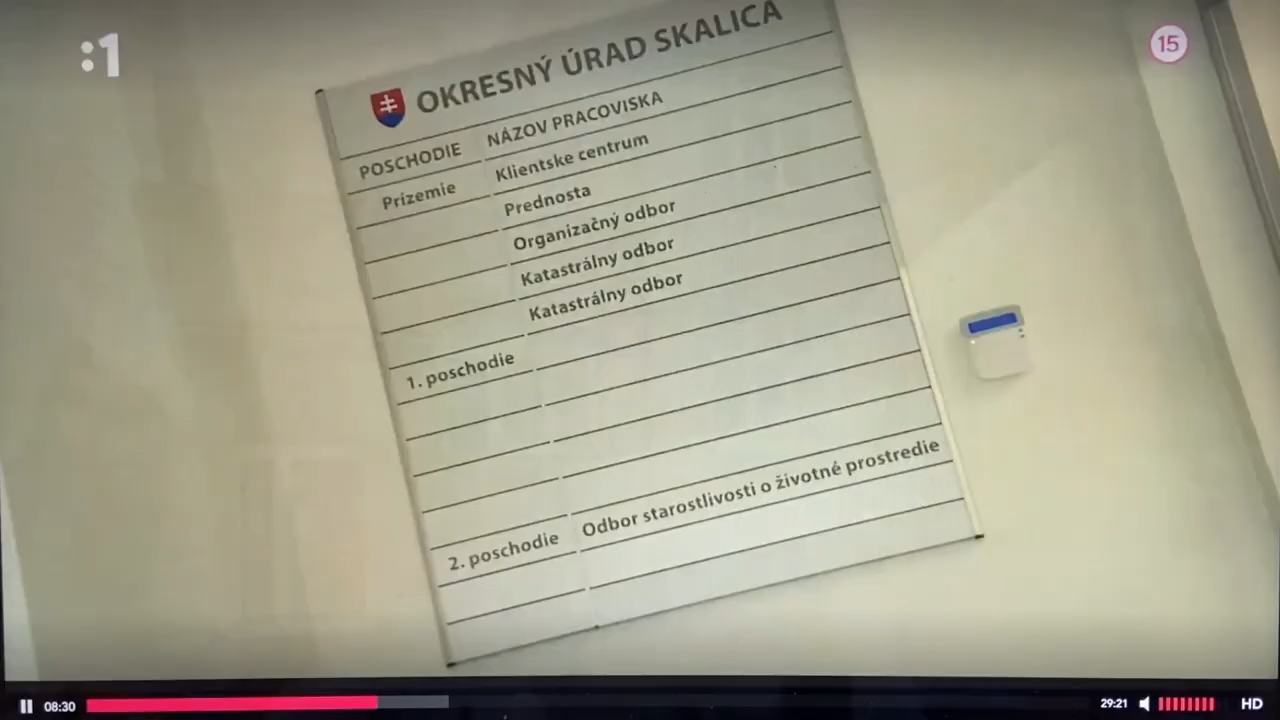 :1
15
OKRESNÝ ÚRAD SKALICA
POSCHODIE NÁZOV PRACOVISKA
Prízemie Klientske centrum
Prednosta
Organizačný odbor
Katastrálny odbor
Katastrálny odbor
1. poschodie
2. poschodie Odbor starostlivosti o životné prostredie
08:30
29:21
HD